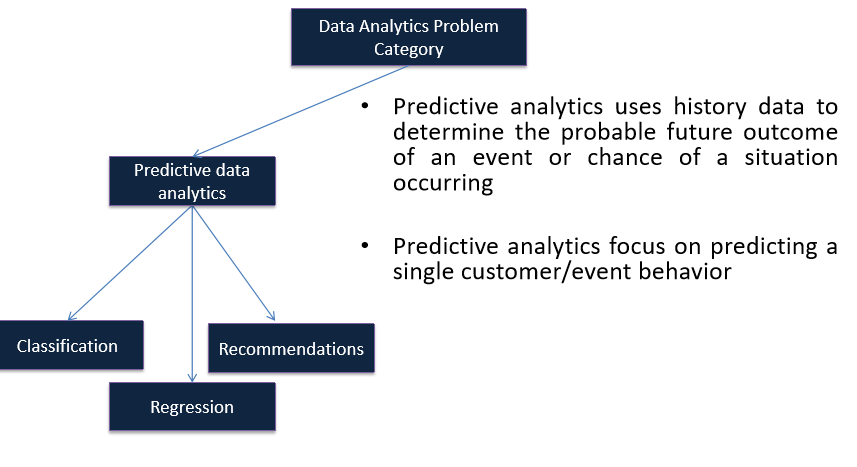 Data Analytics Problem
Category
• Predictive analytics uses history data to
determine the probable future outcome
of an event or chance of a situation
occurring
Predictive data
analytics
• Predictive analytics focus on predicting a
single customer/event behavior
Classification
Recommendations
Regression